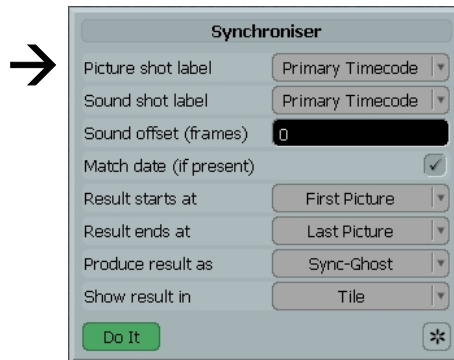 Synchroniser
Picture shot label Primary Timecode
Sound shot label Primary Timecode
Sound offset (frames) 0
Match date (if present)
Result starts at First Picture
Result ends at Last Picture
Produce result as Sync-Ghost
Show result in Tile
Do It